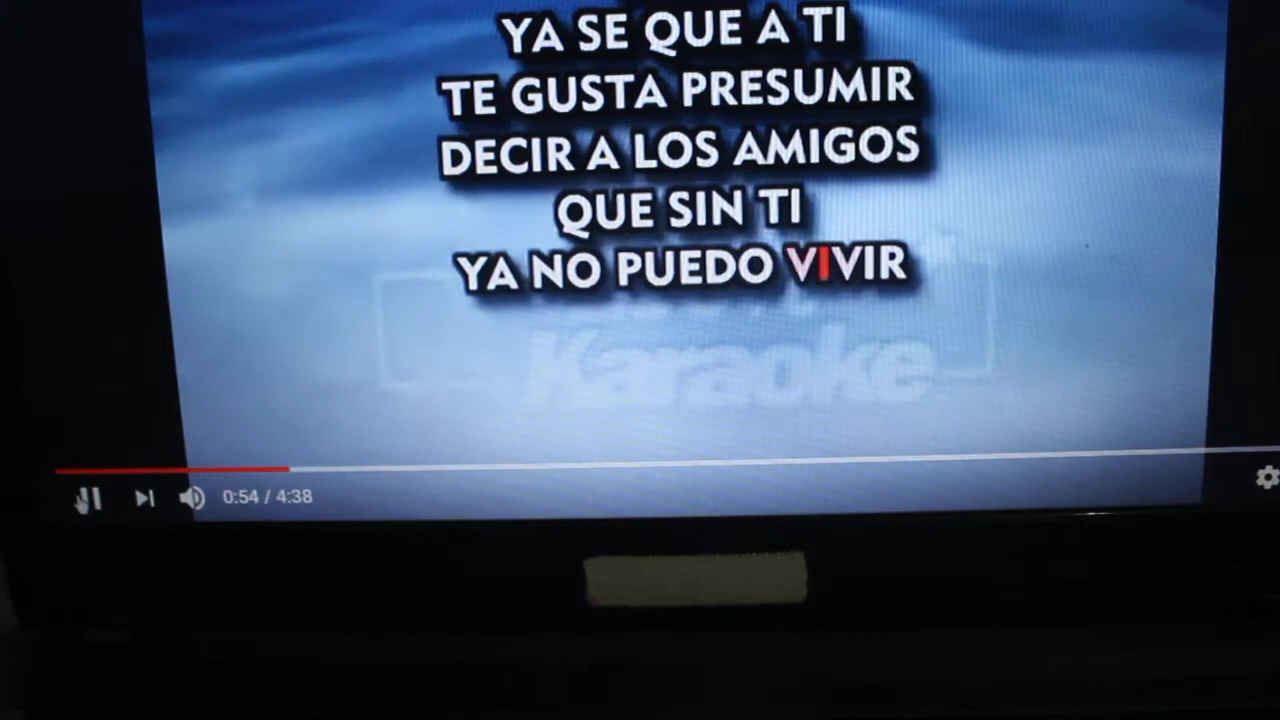 YA SE QUE A TI
TE GUSTA PRESUMIR
DECIR A LOS AMIGOS
QUE SIN TI
YA NO PUEDO VIVIR
Karaoke
0:54 / 4:38